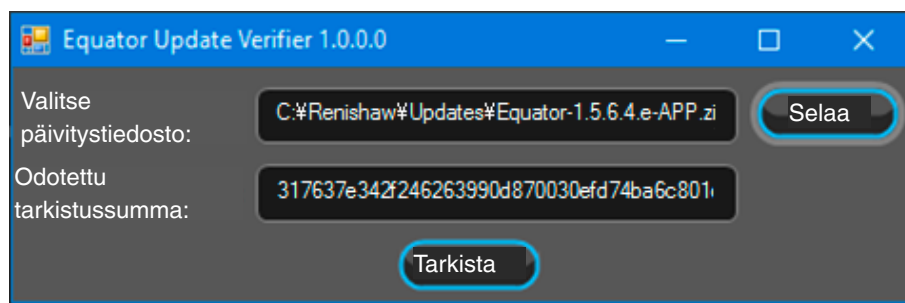 Equator Update Verifier 1.0.0.0
Valitse
päivitystiedosto:
C:¥Renishaw¥Updates¥Equator-1.5.6.4.e-APP.zi
Selaa
Odotettu
tarkistussumma:
317637e342f246263990d870030efd74ba6c801
Tarkista